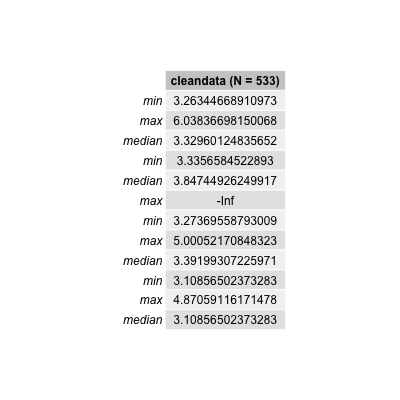 cleandata (N = 533)
min 3.26344668910973
max 6.03836698150068
median 3.32960124835652
min 3.3356584522893
median 3.84744926249917
max -Inf
min 3.27369558793009
max 5.00052170848323
median 3.39199307225971
min 3.10856502373283
max 4.87059116171478
median 3.10856502373283